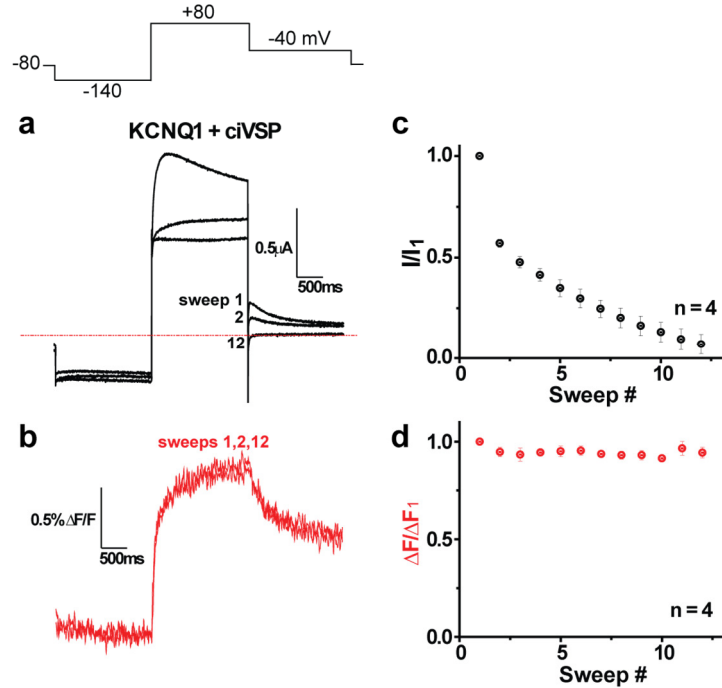 +80
-80
-40 mV
-140
a
KCNQ1 + ciVSP
0.5µA
500ms
sweep 1
2
12
b
sweeps 1,2,12
0.5% ΔF/F
500ms
c
1.0
0.5
0.0
I/I1
n = 4
0
5
10
Sweep #
d
1.0
0.5
0.0
ΔF/ΔF1
n = 4
0
5
10
Sweep #